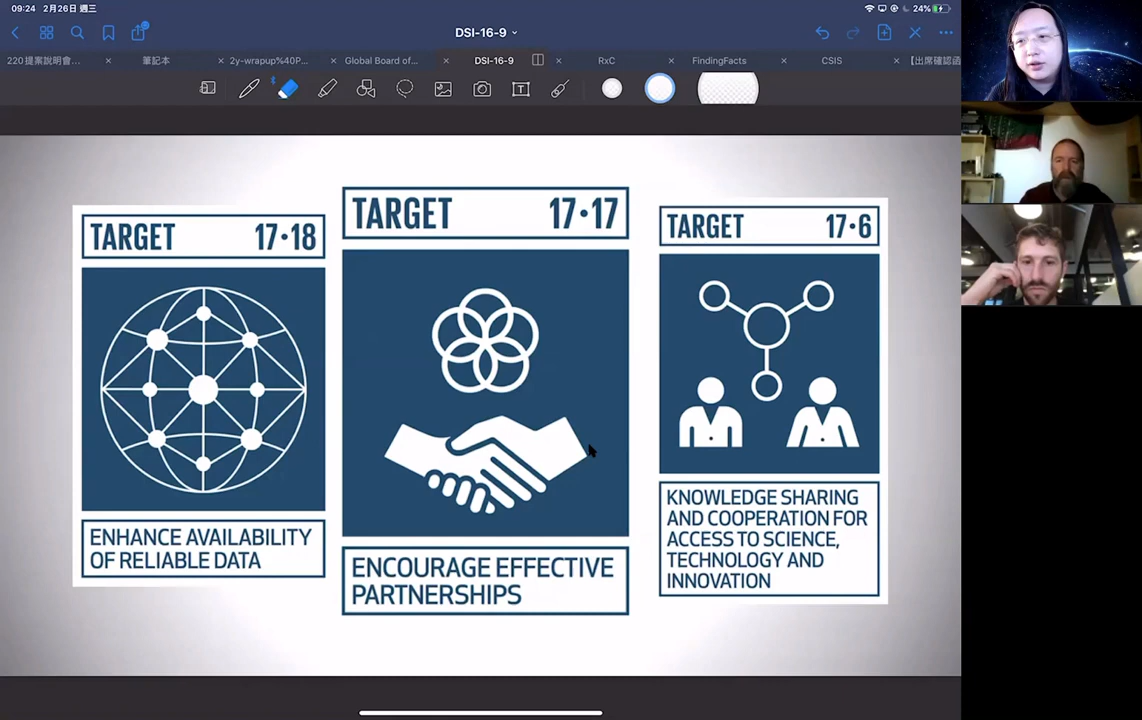 09:24 2月26日 週三
24%
DSI-16-9
220提案說明會...
筆記本
2y-wrapup%40P...
Global Board of...
DSI-16-9
RxC
FindingFacts
CSIS
【出席確認函
T
TARGET 17•18
ENHANCE AVAILABILITY
OF RELIABLE DATA
TARGET 17•17
ENCOURAGE EFFECTIVE
PARTNERSHIPS
TARGET 17•6
KNOWLEDGE SHARING
AND COOPERATION FOR
ACCESS TO SCIENCE,
TECHNOLOGY AND
INNOVATION